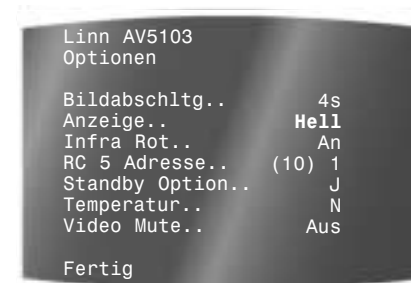 Linn AV5103
Optionen
Bildabschltg.. 4s
Anzeige.. Hell
Infra Rot.. An
RC 5 Adresse.. (10) 1
Standby Option.. J
Temperatur.. N
Video Mute.. Aus
Fertig